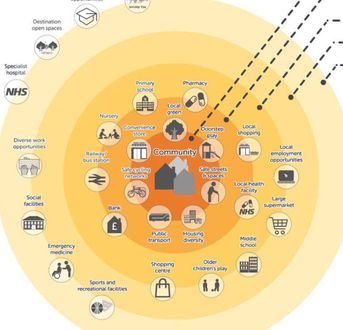 Destination
open spaces
Specialist
hospital
NHS
Primary
school
Pharmacy
Local
green
Nursery
Convenience
store
Doorstep
play
Local
shopping
Diverse work
opportunities
Community
Local
employment
opportunities
Railway/
bus station
Safe cycling
networks
Safe streets
& spaces
Local health
facility
NHS
Social
facilities
Bank
£
Large
supermarket
Public
transport
Housing
diversity
Middle
school
Emergency
medicine
Shopping
centre
Older
children's play
Sports and
recreational facilities